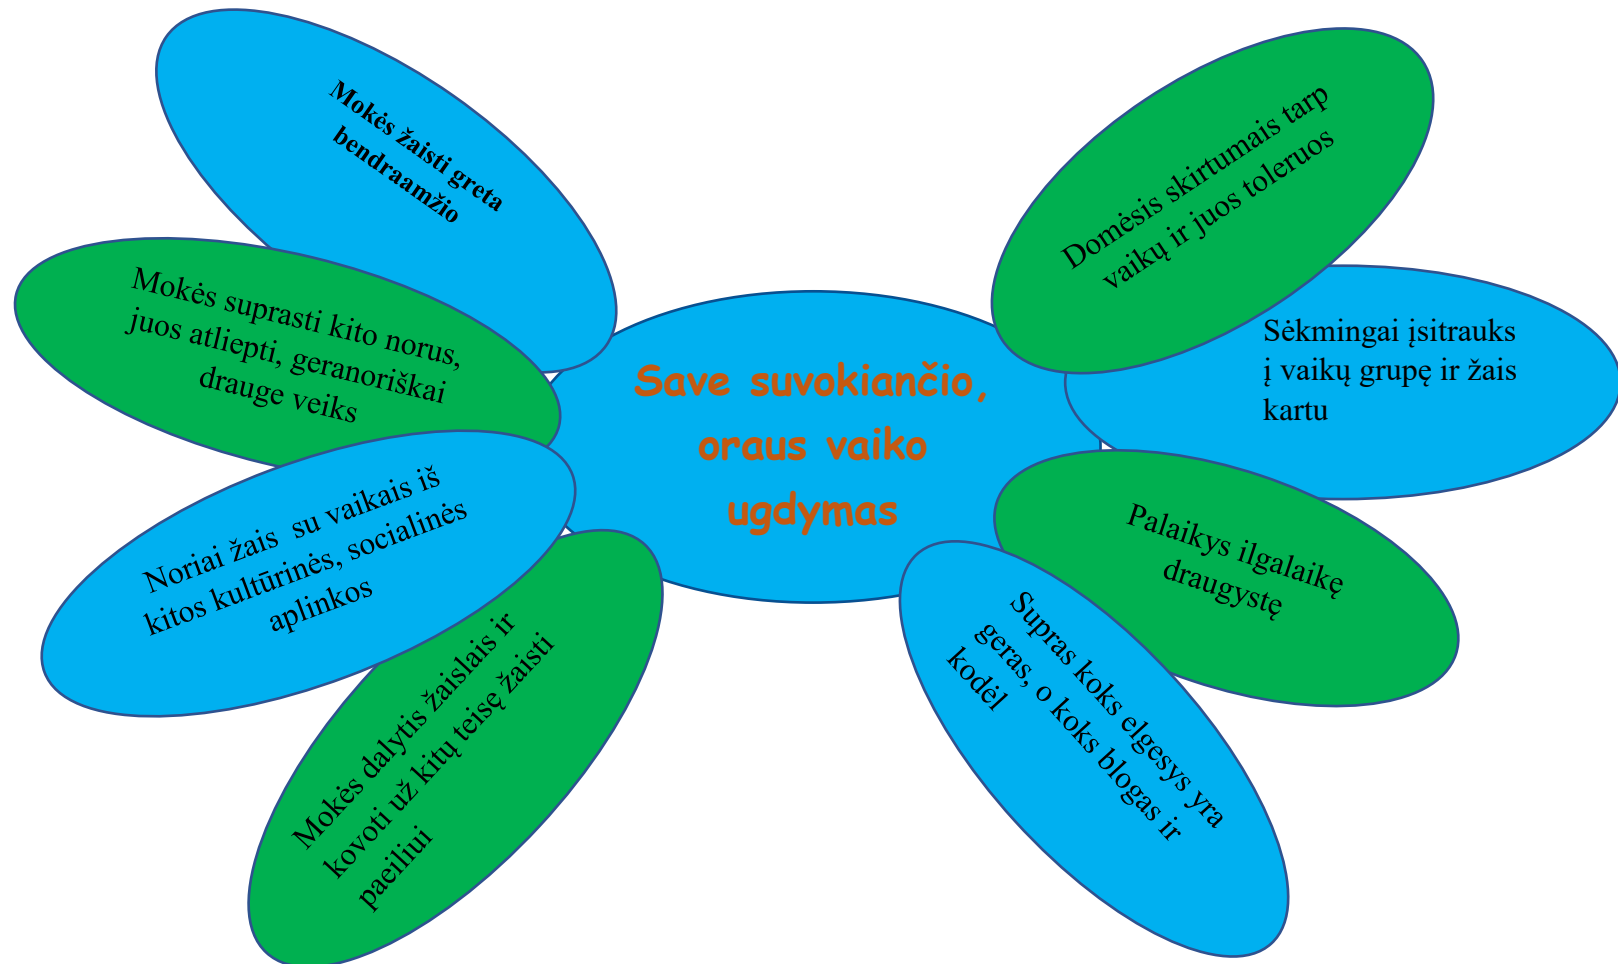 Mokės žaisti greta
bendraamžio
Mokės suprasti kito norus,
juos atliepti, geranoriškai
drauge veiks
Noriai žais  su vaikais iš
kitos kultūrinės, socialinės
aplinkos
Mokės dalytis žaislais ir
kovoti už kitų teisę žaisti
paeiliui
Save suvokiančio,
oraus vaiko
ugdymas
Domėsis skirtumais tarp
vaikų ir juos toleruos
Sėkmingai įsitrauks
į vaikų grupę ir žais
kartu
Palaikys ilgalaikę
draugystę
Supras koks elgesys yra
geras, o koks blogas ir
kodėl